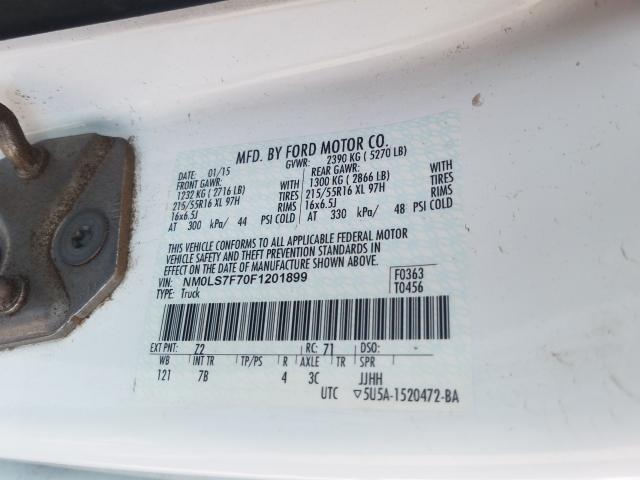 MFD. BY FORD MOTOR CO.
DATE: 01/15 GVWR: 2390 KG ( 5270 LB)
FRONT GAWR: WITH REAR GAWR: WITH
1232 KG ( 2716 LB) TIRES 1300 KG ( 2866 LB) TIRES
215/55R16 XL 97H RIMS 215/55R16 XL 97H RIMS
16x6.5J 16x6.5J
AT 300 kPa/ 44 PSI COLD AT 330 kPa/ 48 PSI COLD
THIS VEHICLE CONFORMS TO ALL APPLICABLE FEDERAL MOTOR
VEHICLE SAFETY AND THEFT PREVENTION STANDARDS IN
EFFECT ON THE DATE OF MANUFACTURE SHOWN ABOVE.
VIN: NM0LS7F70F1201899 F0363
TYPE: Truck T0456
EXT PNT: Z2 RC: 71 DSO: -
WB INT TR TP/PS R AXLE TR SPR
121 7B 4 3C JJHH
UTC ▽5U5A-1520472-BA